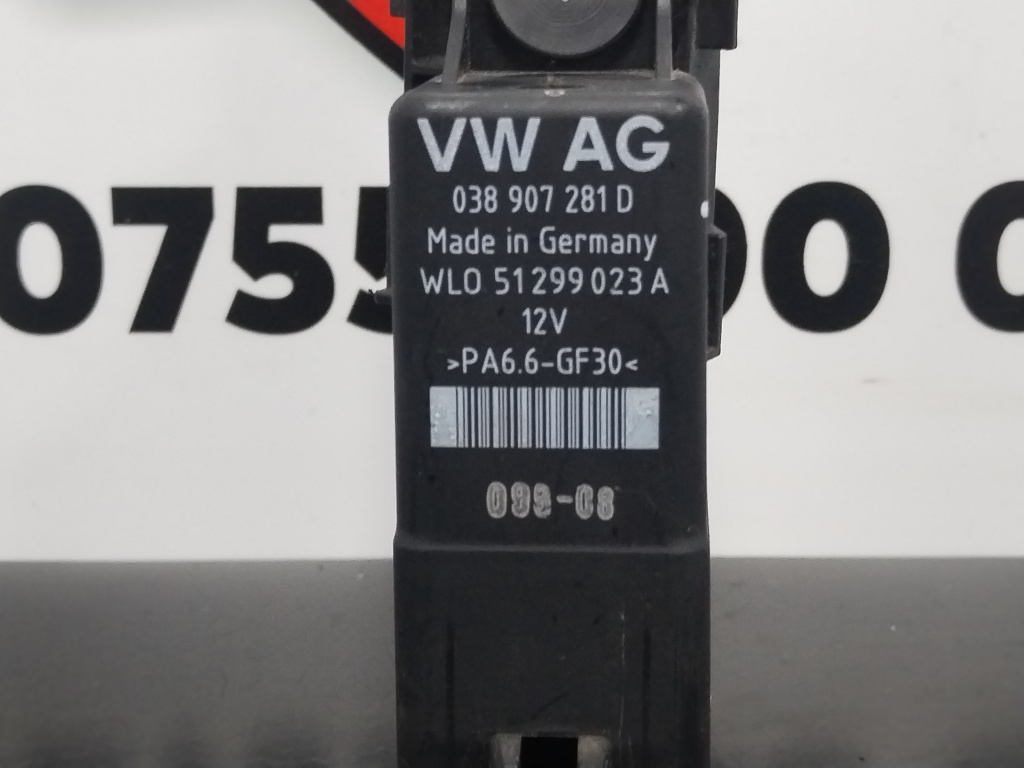 VW AG
038 907 281 D
Made in Germany
WLO 51 299 023 A
12V
>PA6.6-GF30<